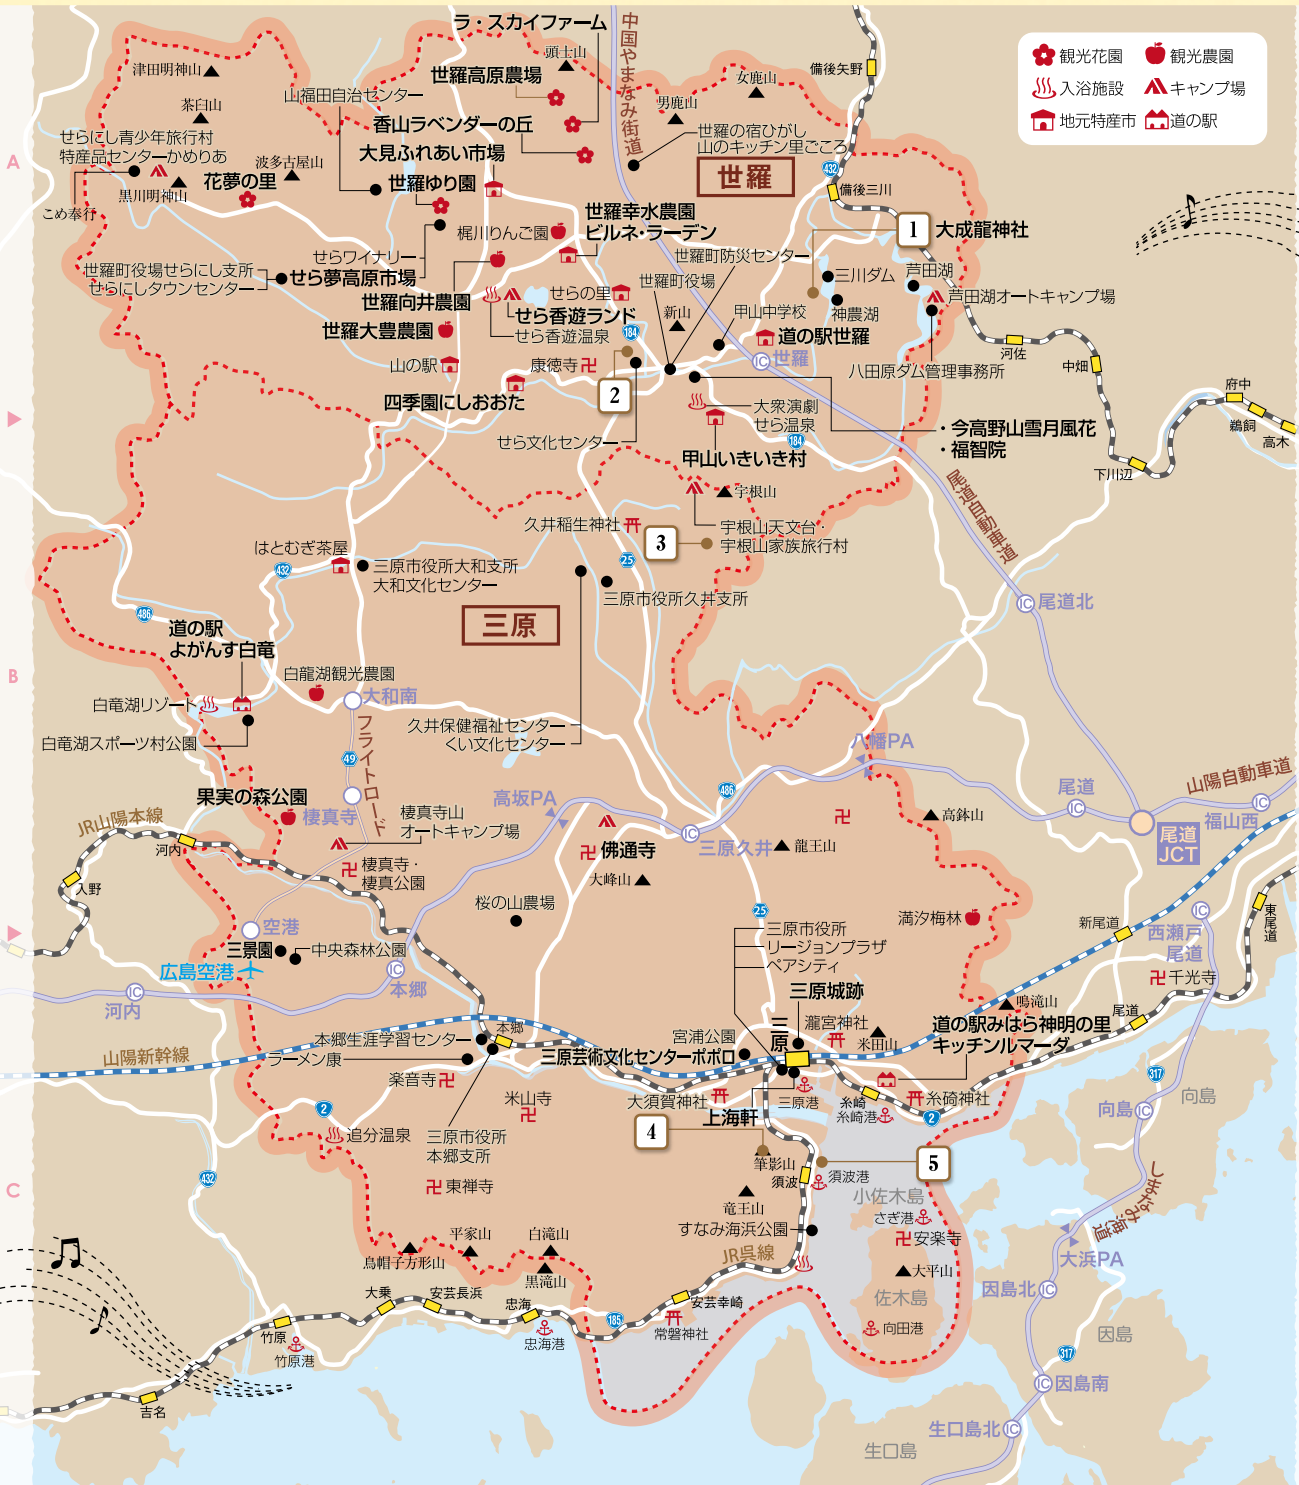 ラ・スカイファーム
中国やまなみ街道
頭士山
世羅高原農場
津田明神山
備後矢野
女鹿山
観光花園
観光農園
入浴施設
キャンプ場
地元特産市
道の駅
山福田自治センター
茶臼山
男鹿山
香山ラベンダーの丘
せらにし青少年旅行村
特産品センターかめりあ
大見ふれあい市場
世羅の宿ひがし
山のキッチン里ごころ
A
波多古屋山
花夢の里
世羅ゆり園
世羅
432
備後三川
黒川明神山
こめ奉行
世羅幸水農園
ビルネ・ラーデン
梶川りんご園
1
大成龍神社
せらワイナリー
世羅町防災センター
世羅町役場せらにし支所
せらにしタウンセンター
せら夢高原市場
世羅町役場
三川ダム
芦田湖
世羅向井農園
せらの里
芦田湖オートキャンプ場
せら香遊ランド
新山
甲山中学校
神農湖
世羅大豊農園
せら香遊温泉
184
道の駅世羅
山の駅
康徳寺
IC
世羅
八田原ダム管理事務所
河佐
中畑
四季園にしおおた
2
大衆演劇
せら温泉
府中
鵜飼
高木
せら文化センター
184
・今高野山雪月風花
・福智院
甲山いきいき村
下川辺
尾道自動車道
宇根山
久井稲生神社
宇根山天文台・
宇根山家族旅行村
3
はとむぎ茶屋
25
432
三原市役所大和支所
大和文化センター
三原市役所久井支所
486
三原
IC
尾道北
道の駅
よがんす白竜
白龍湖観光農園
B
白竜湖リゾート
大和南
フライトロード
久井保健福祉センター
くい文化センター
白竜湖スポーツ村公園
八幡PA
49
尾道
IC
山陽自動車道
486
果実の森公園
高坂PA
IC
福山西
JR山陽本線
棲真寺
棲真寺山
オートキャンプ場
高鉢山
尾道
JCT
河内
佛通寺
IC
三原久井
龍王山
棲真寺・
棲真公園
入野
大峰山
桜の山農場
25
満汐梅林
IC
東尾道
空港
三原市役所
リージョンプラザ
ペアシティ
新尾道
西瀬戸
尾道
三景園
中央森林公園
広島空港
IC
本郷
千光寺
三原城跡
IC
河内
鳴滝山
尾道
本郷生涯学習センター
本郷
三原
瀧宮神社
道の駅みはら神明の里
キッチンルマーダ
宮浦公園
米田山
山陽新幹線
ラーメン康
三原芸術文化センターポポロ
317
楽音寺
大須賀神社
三原港
糸崎
糸崎港
糸碕神社
米山寺
上海軒
2
向島
IC
向島
2
追分温泉
三原市役所
本郷支所
4
筆影山
5
C
432
東禅寺
須波
須波港
小佐木島
しまなみ海道
竜王山
すなみ海浜公園
さぎ港
安楽寺
烏帽子方形山
平家山
白滝山
JR呉線
大浜PA
黒滝山
大平山
因島北
IC
大乗
安芸長浜
忠海
安芸幸崎
佐木島
185
常磐神社
向田港
因島
竹原
竹原港
忠海港
317
IC
因島南
吉名
生口島北
IC
生口島